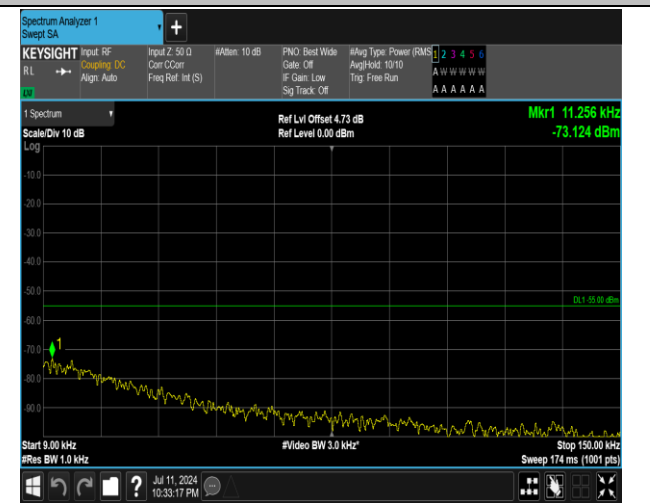 Spectrum Analyzer 1
Swept SA
+
KEYSIGHT
RL
LXI
Input: RF
Coupling: DC
Align: Auto
Input Z: 50 Ω
Corr CCorr
Freq Ref: Int (S)
#Atten: 10 dB
PNO: Best Wide
Gate: Off
IF Gain: Low
Sig Track: Off
#Avg Type: Power (RMS
Avg|Hold: 10/10
Trig: Free Run
1 2 3 4 5 6
A W W W W W
A A A A A A
1 Spectrum
Scale/Div 10 dB
Log
Ref Lvl Offset 4.73 dB
Ref Level 0.00 dBm
Mkr1 11.256 kHz
-73.124 dBm
-10.0
-20.0
-30.0
-40.0
-50.0
DL1 -55.00 dBm
-60.0
-70.0
1
-80.0
-90.0
Start 9.00 kHz
#Video BW 3.0 kHz*
Stop 150.00 kHz
#Res BW 1.0 kHz
Sweep 174 ms (1001 pts)
?
Jul 11, 2024
10:33:17 PM